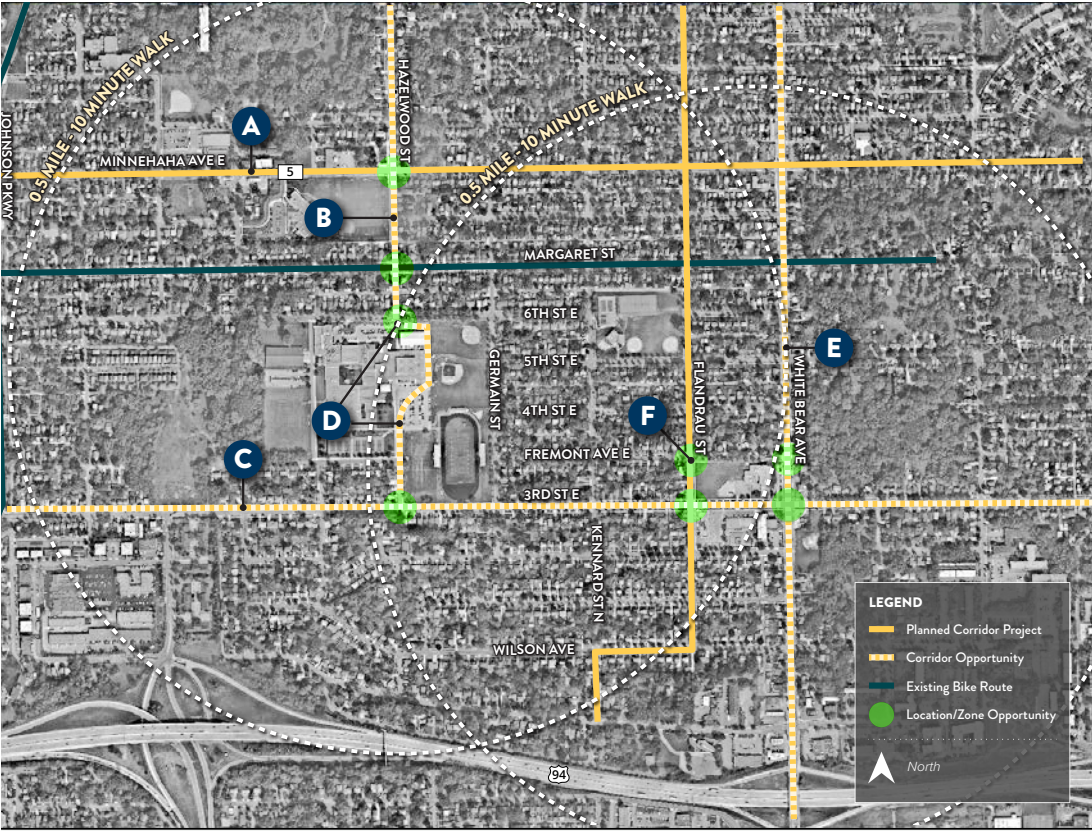 0.5 MILE - 10 MINUTE WALK
HAZELWOOD ST
JOHNSON PKWY
A
MINNEHAHA AVE E
5
0.5 MILE - 10 MINUTE WALK
B
MARGARET ST
6TH ST E
E
5TH ST E
GERMAIN ST
FLANDRAU ST
WHITE BEAR AVE
4TH ST E
D
F
C
FREMONT AVE E
3RD ST E
KENNARD ST N
WILSON AVE
94
LEGEND
Planned Corridor Project
Corridor Opportunity
Existing Bike Route
Location/Zone Opportunity
North